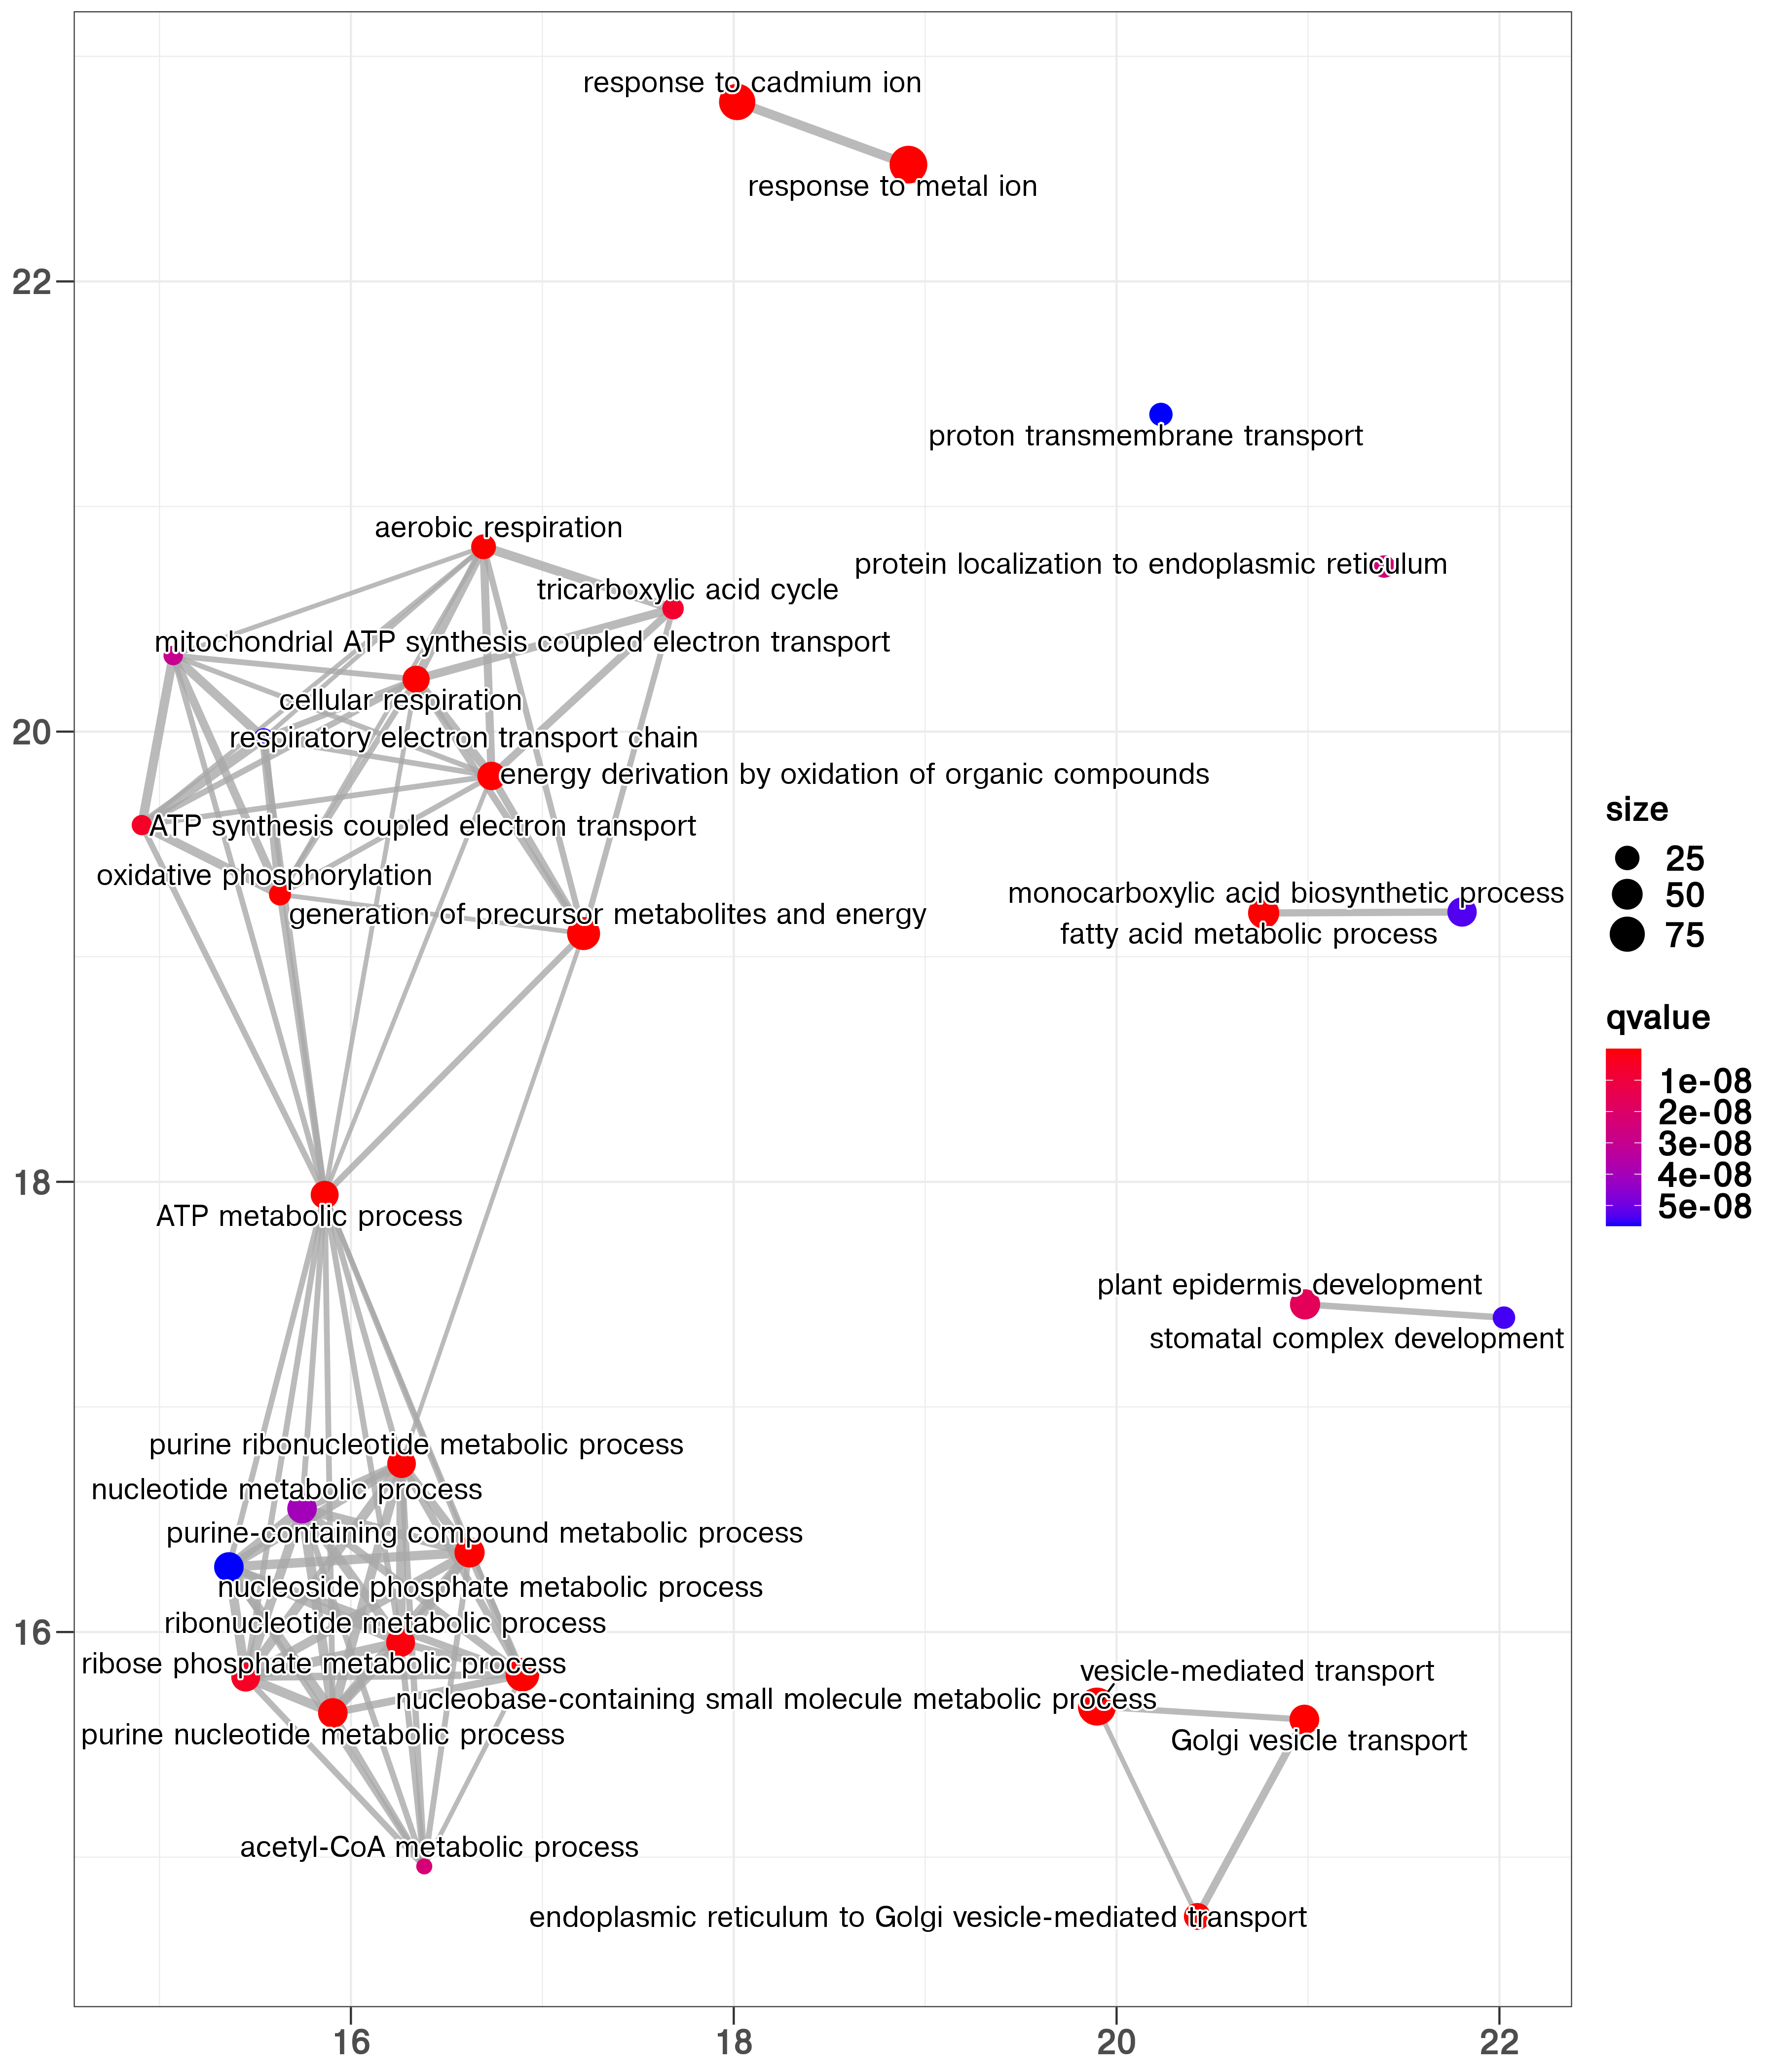 response to cadmium ion
response to metal ion
22
proton transmembrane transport
aerobic respiration
protein localization to endoplasmic reticulum
tricarboxylic acid cycle
mitochondrial ATP synthesis coupled electron transport
cellular respiration
20
respiratory electron transport chain
energy derivation by oxidation of organic compounds
ATP synthesis coupled electron transport
oxidative phosphorylation
generation of precursor metabolites and energy
monocarboxylic acid biosynthetic process
fatty acid metabolic process
18
ATP metabolic process
plant epidermis development
stomatal complex development
purine ribonucleotide metabolic process
nucleotide metabolic process
purine-containing compound metabolic process
nucleoside phosphate metabolic process
ribonucleotide metabolic process
16
ribose phosphate metabolic process
vesicle-mediated transport
nucleobase-containing small molecule metabolic process
purine nucleotide metabolic process
Golgi vesicle transport
acetyl-CoA metabolic process
endoplasmic reticulum to Golgi vesicle-mediated transport
16
18
20
22
size
25
50
75
qvalue
1e-08
2e-08
3e-08
4e-08
5e-08